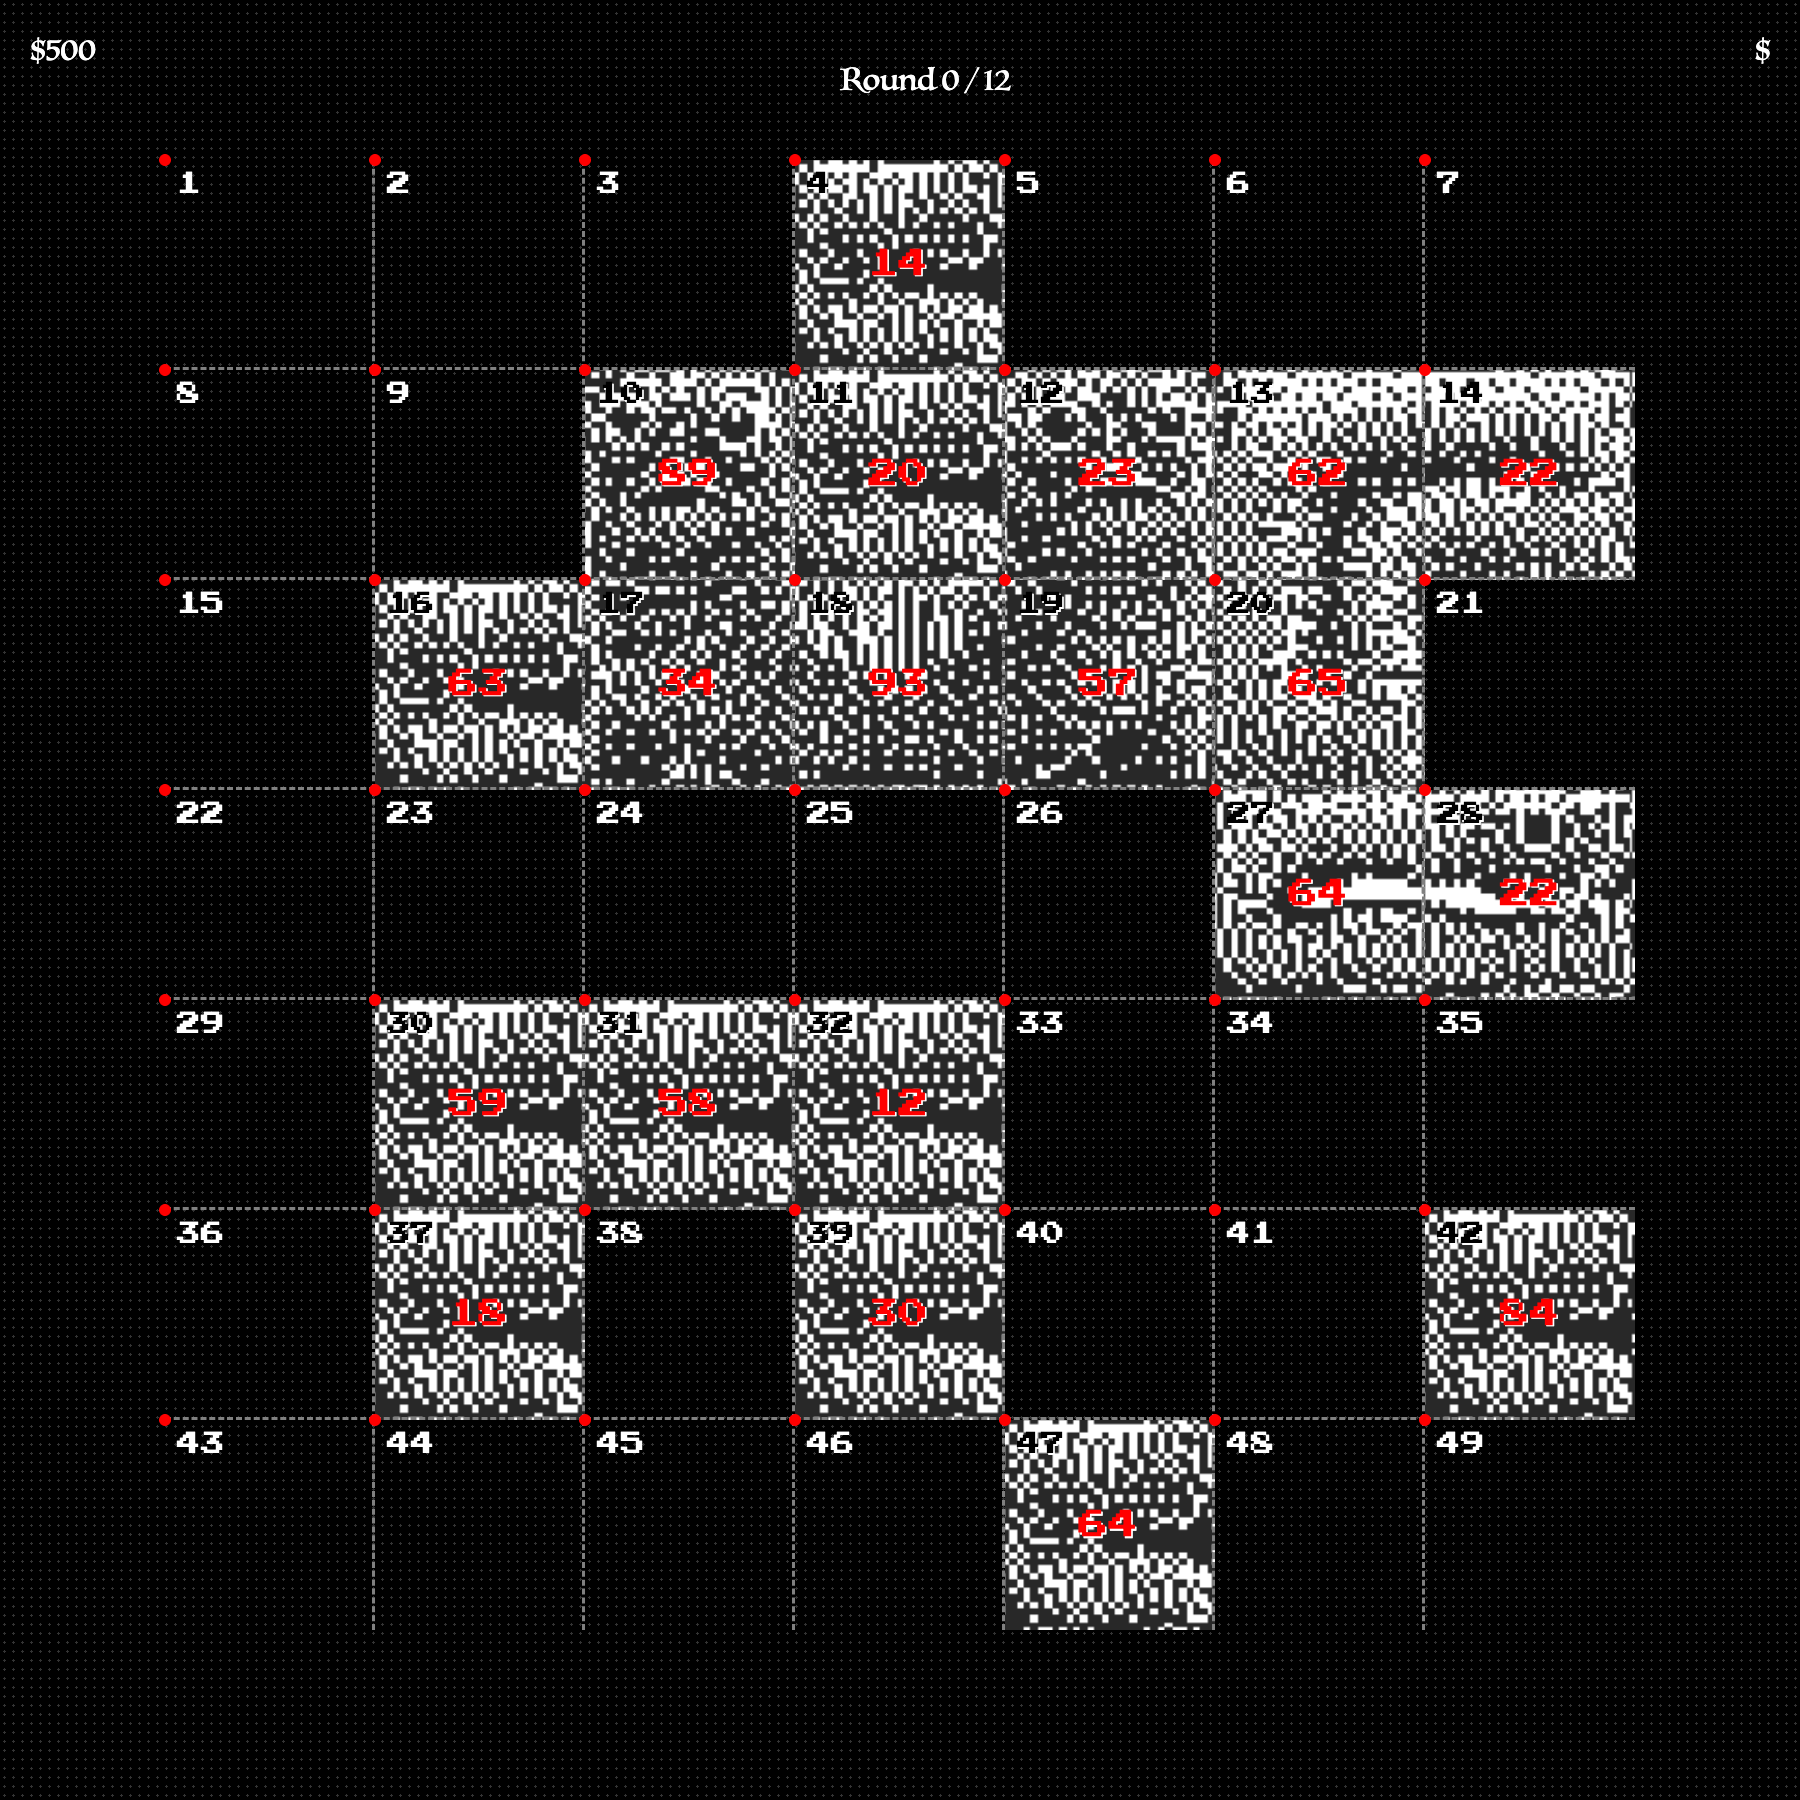 $500 $
Round 0 / 12
1 2 3 4 5 6 7
14
8 9 10 11 12 13 14
89 20 23 62 22
15 16 17 18 19 20 21
63 34 93 57 65
22 23 24 25 26 27 28
64 22
29 30 31 32 33 34 35
59 58 12
36 37 38 39 40 41 42
18 30 84
43 44 45 46 47 48 49
64